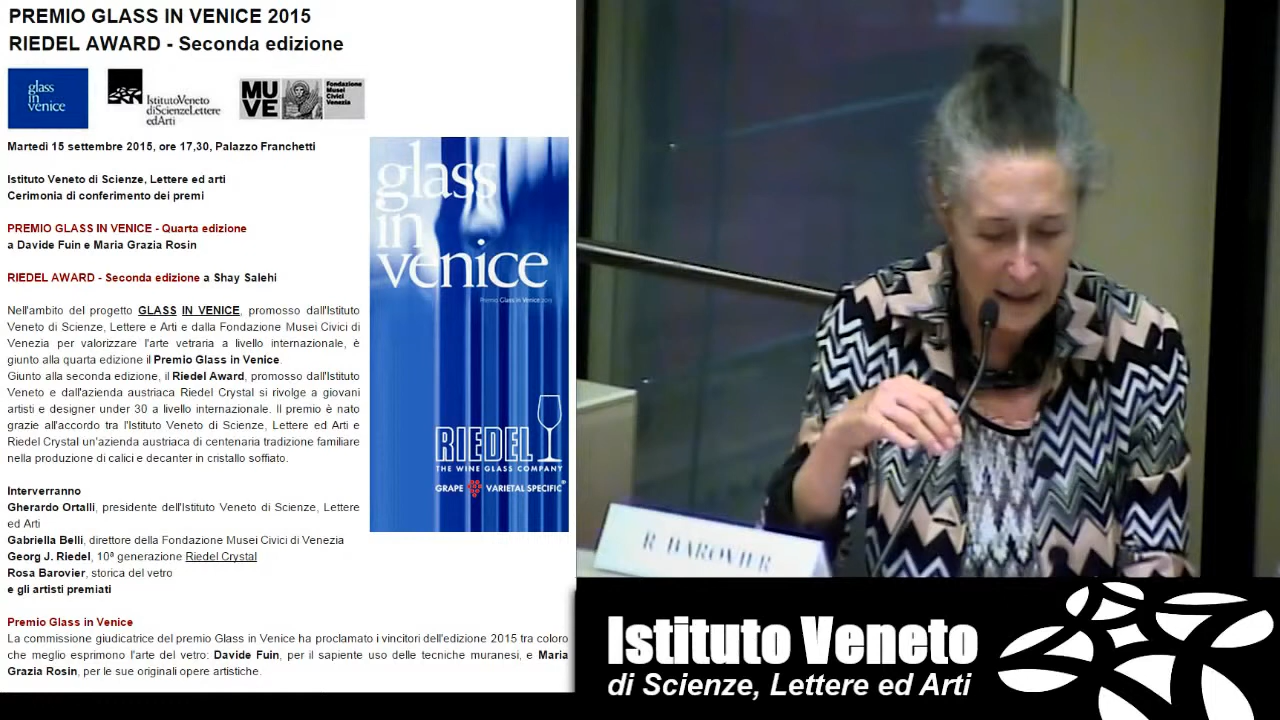 PREMIO GLASS IN VENICE 2015
RIEDEL AWARD - Seconda edizione
glass
in
venice
IstitutoVeneto
diScienzeLettere
edArti
MU
VE
Fondazione
Musei
Civici
Venezia
Martedì 15 settembre 2015, ore 17,30, Palazzo Franchetti
Istituto Veneto di Scienze, Lettere ed arti
Cerimonia di conferimento dei premi
PREMIO GLASS IN VENICE - Quarta edizione
a Davide Fuin e Maria Grazia Rosin
RIEDEL AWARD - Seconda edizione a Shay Salehi
Nell'ambito del progetto GLASS IN VENICE, promosso dall'Istituto
Veneto di Scienze, Lettere e Arti e dalla Fondazione Musei Civici di
Venezia per valorizzare l'arte vetraria a livello internazionale, è
giunto alla quarta edizione il Premio Glass in Venice.
Giunto alla seconda edizione, il Riedel Award, promosso dall'Istituto
Veneto e dall'azienda austriaca Riedel Crystal si rivolge a giovani
artisti e designer under 30 a livello internazionale. Il premio è nato
grazie all'accordo tra l'Istituto Veneto di Scienze, Lettere ed Arti e
Riedel Crystal un'azienda austriaca di centenaria tradizione familiare
nella produzione di calici e decanter in cristallo soffiato.
Interverranno
Gherardo Ortalli, presidente dell'Istituto Veneto di Scienze, Lettere
ed Arti
Gabriella Belli, direttore della Fondazione Musei Civici di Venezia
Georg J. Riedel, 10ª generazione Riedel Crystal
Rosa Barovier, storica del vetro
e gli artisti premiati
Premio Glass in Venice
La commissione giudicatrice del premio Glass in Venice ha proclamato i vincitori dell'edizione 2015 tra coloro
che meglio esprimono l'arte del vetro: Davide Fuin, per il sapiente uso delle tecniche muranesi, e Maria
Grazia Rosin, per le sue originali opere artistiche.
glass
in
venice
Premio Glass in Venice 2015
RIEDEL
THE WINE GLASS COMPANY
GRAPE VARIETAL SPECIFIC®
R. BAROVIER
Istituto Veneto
di Scienze, Lettere ed Arti